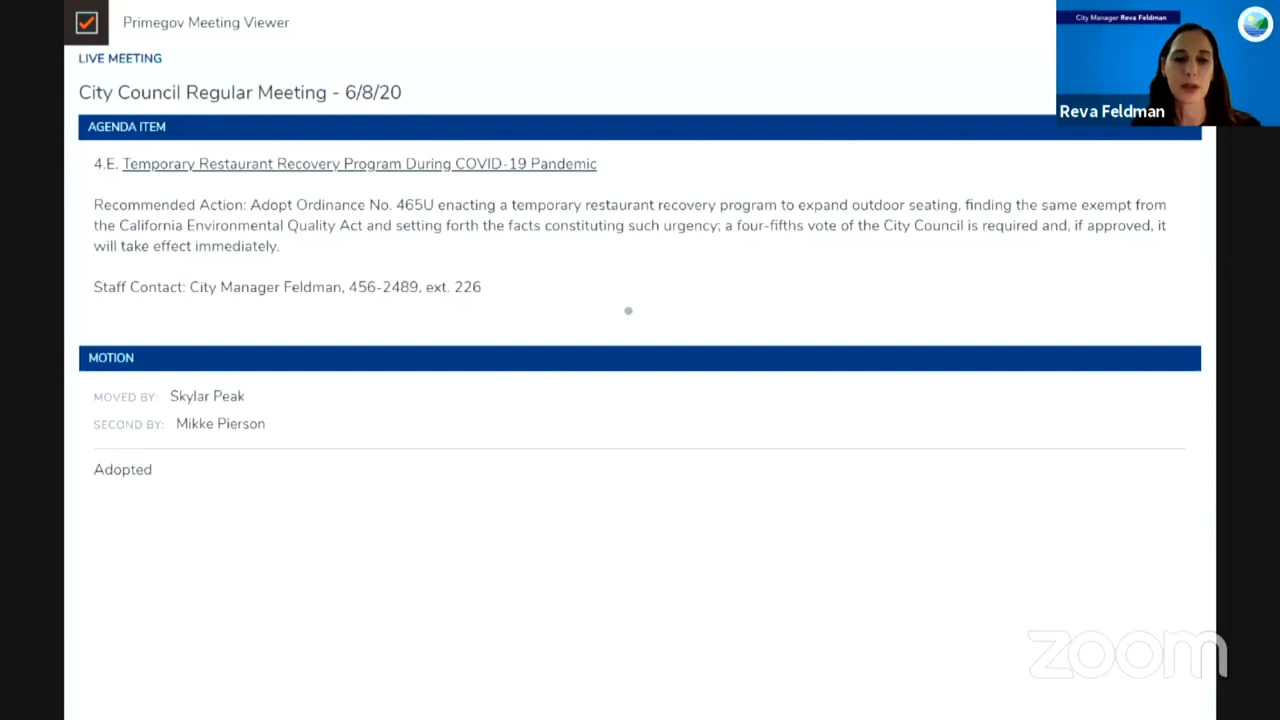 Primegov Meeting Viewer
City Manager Reva Feldman
LIVE MEETING
City Council Regular Meeting - 6/8/20
Reva Feldman
AGENDA ITEM
4.E. Temporary Restaurant Recovery Program During COVID-19 Pandemic
Recommended Action: Adopt Ordinance No. 465U enacting a temporary restaurant recovery program to expand outdoor seating, finding the same exempt from
the California Environmental Quality Act and setting forth the facts constituting such urgency; a four-fifths vote of the City Council is required and, if approved, it
will take effect immediately.
Staff Contact: City Manager Feldman, 456-2489, ext. 226
MOTION
MOVED BY: Skylar Peak
SECOND BY: Mikke Pierson
Adopted
zoom